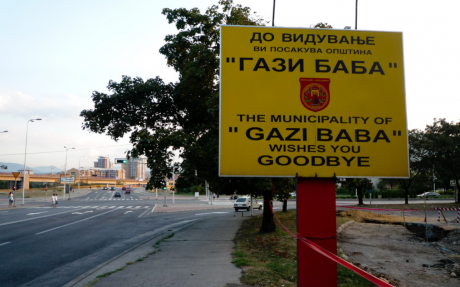 ДО ВИДУВАЊЕ
ВИ ПОСАКУВА ОПШТИНА
"ГАЗИ БАБА"
THE MUNICIPALITY OF
"GAZI BABA"
WISHES YOU
GOODBYE